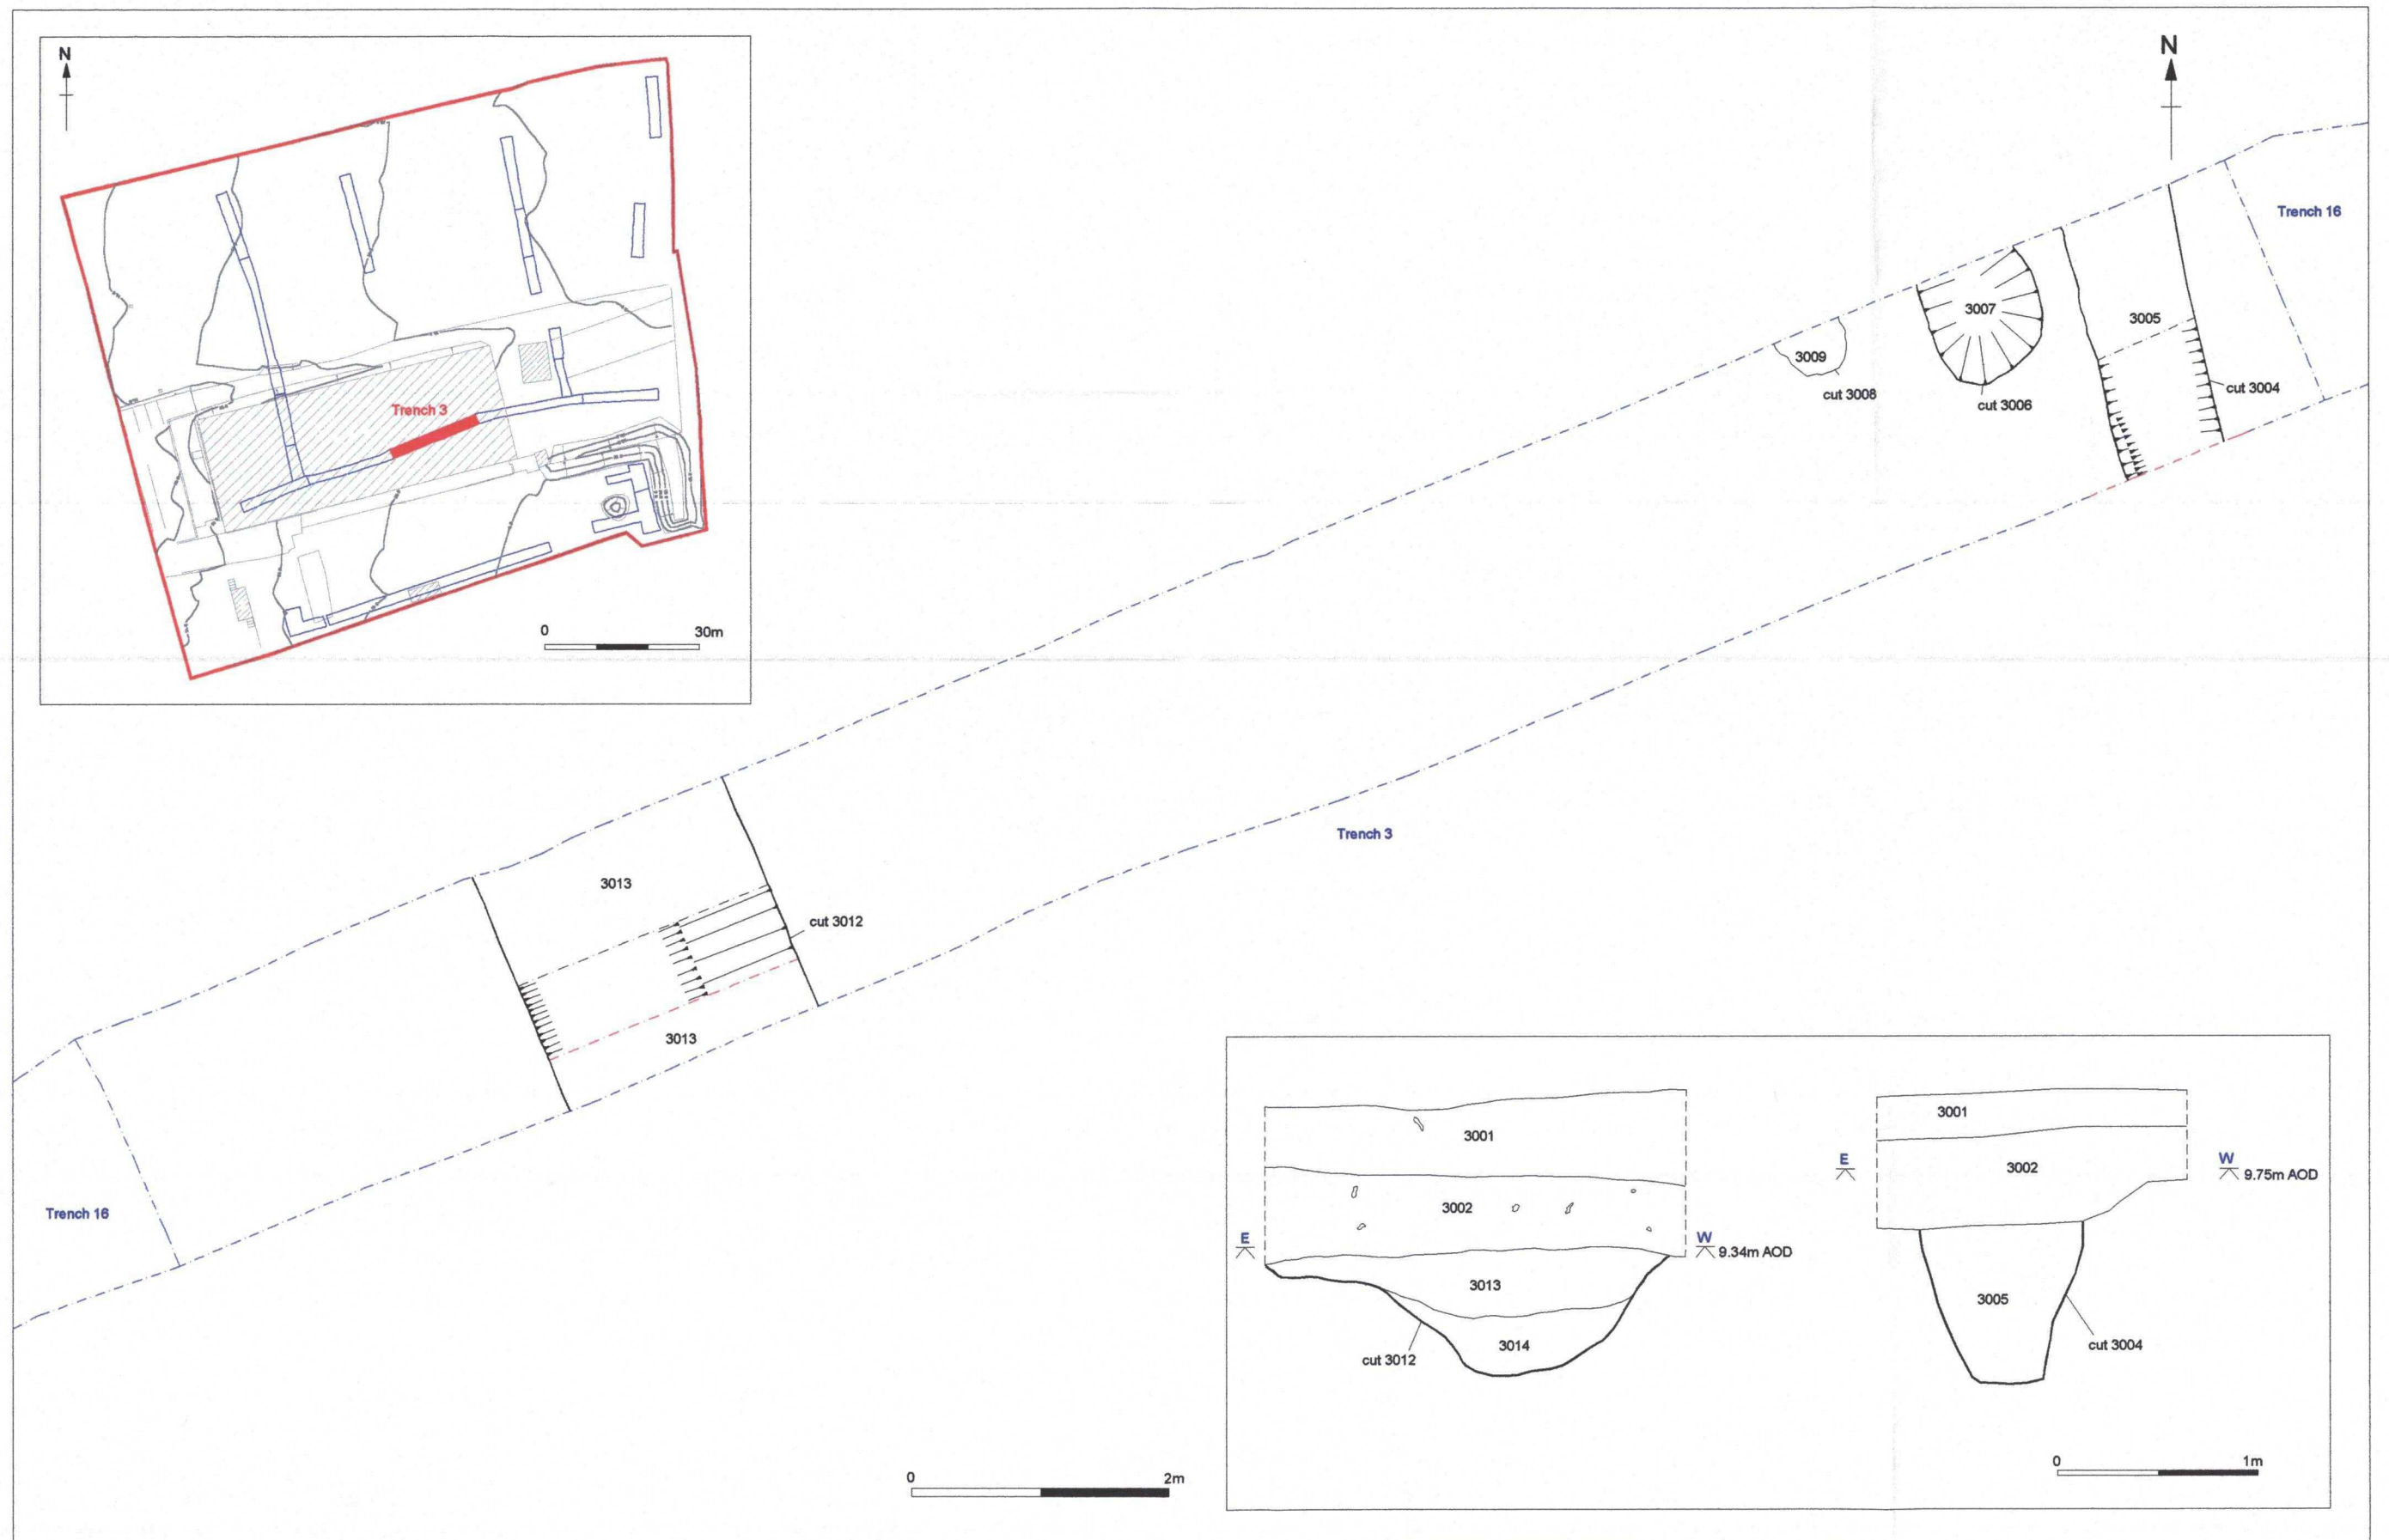 N
Trench 3
0 30m
N
Trench 16
3007
3005
3009
cut 3008
cut 3006
cut 3004
Trench 3
3013
cut 3012
3013
Trench 16
0 2m
3001
3002
E
W
9.34m AOD
3013
3014
cut 3012
3001
3002
E
W
9.75m AOD
3005
cut 3004
0 1m